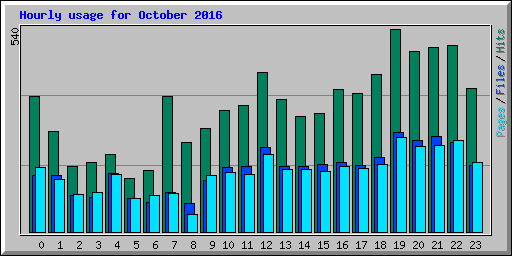 Hourly usage for October 2016
540
Pages/Files/Hits
0 1 2 3 4 5 6 7 8 9 10 11 12 13 14 15 16 17 18 19 20 21 22 23